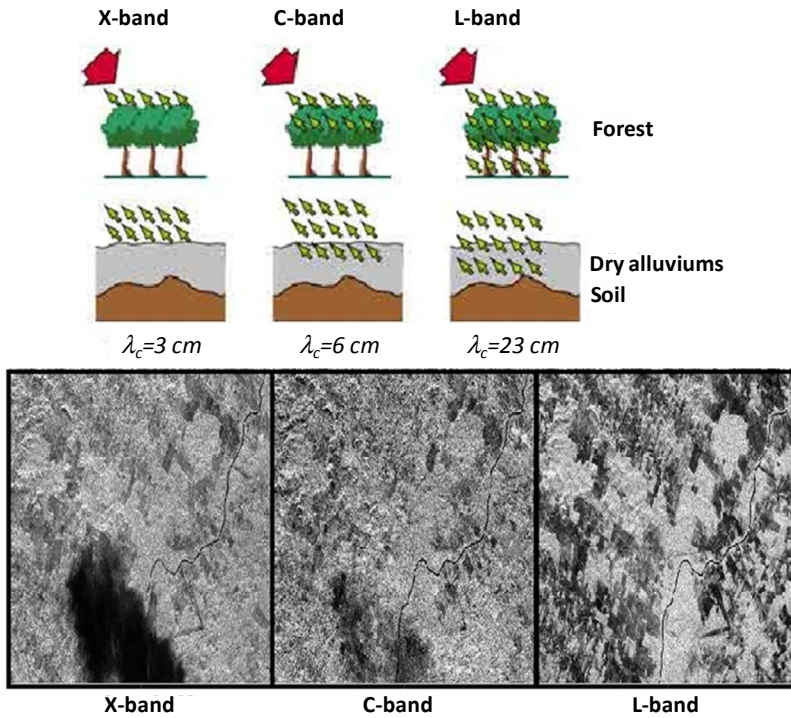 X-band C-band L-band
Forest
Dry alluviums
Soil
λc=3 cm λc=6 cm λc=23 cm
X-band C-band L-band